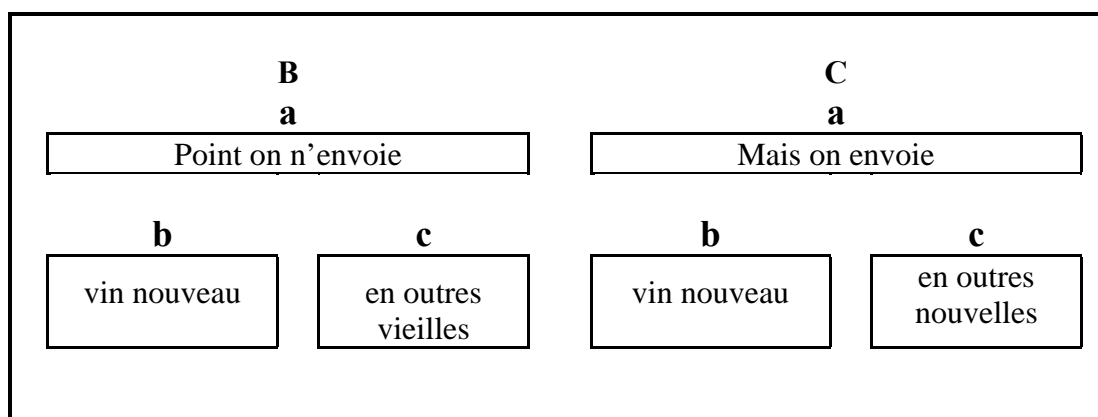 B C
a a
Point on n’envoie Mais on envoie
b c b c
vin nouveau en outres vieilles vin nouveau en outres nouvelles